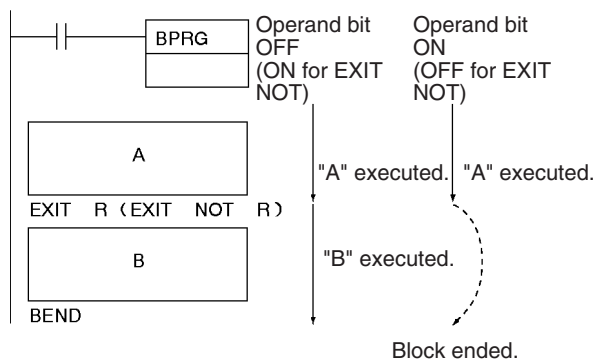 BPRG
Operand bit
OFF
(ON for EXIT
NOT)
Operand bit
ON
(OFF for EXIT
NOT)
A
"A" executed.
"A" executed.
EXIT R (EXIT NOT R)
B
"B" executed.
BEND
Block ended.